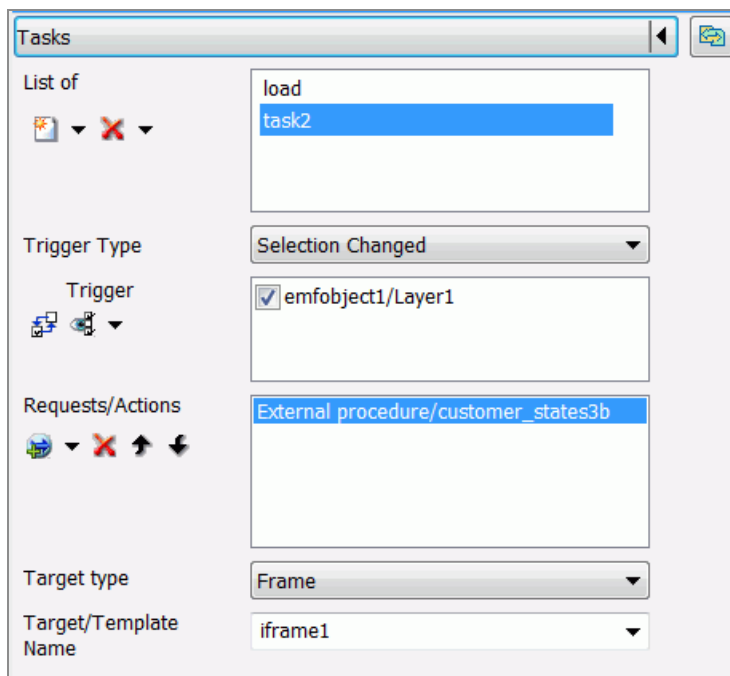 Tasks
List of
load
task2
Trigger Type
Selection Changed
Trigger
emfobject1/Layer1
Requests/Actions
External procedure/customer_states3b
Target type
Frame
Target/Template
Name
iframe1